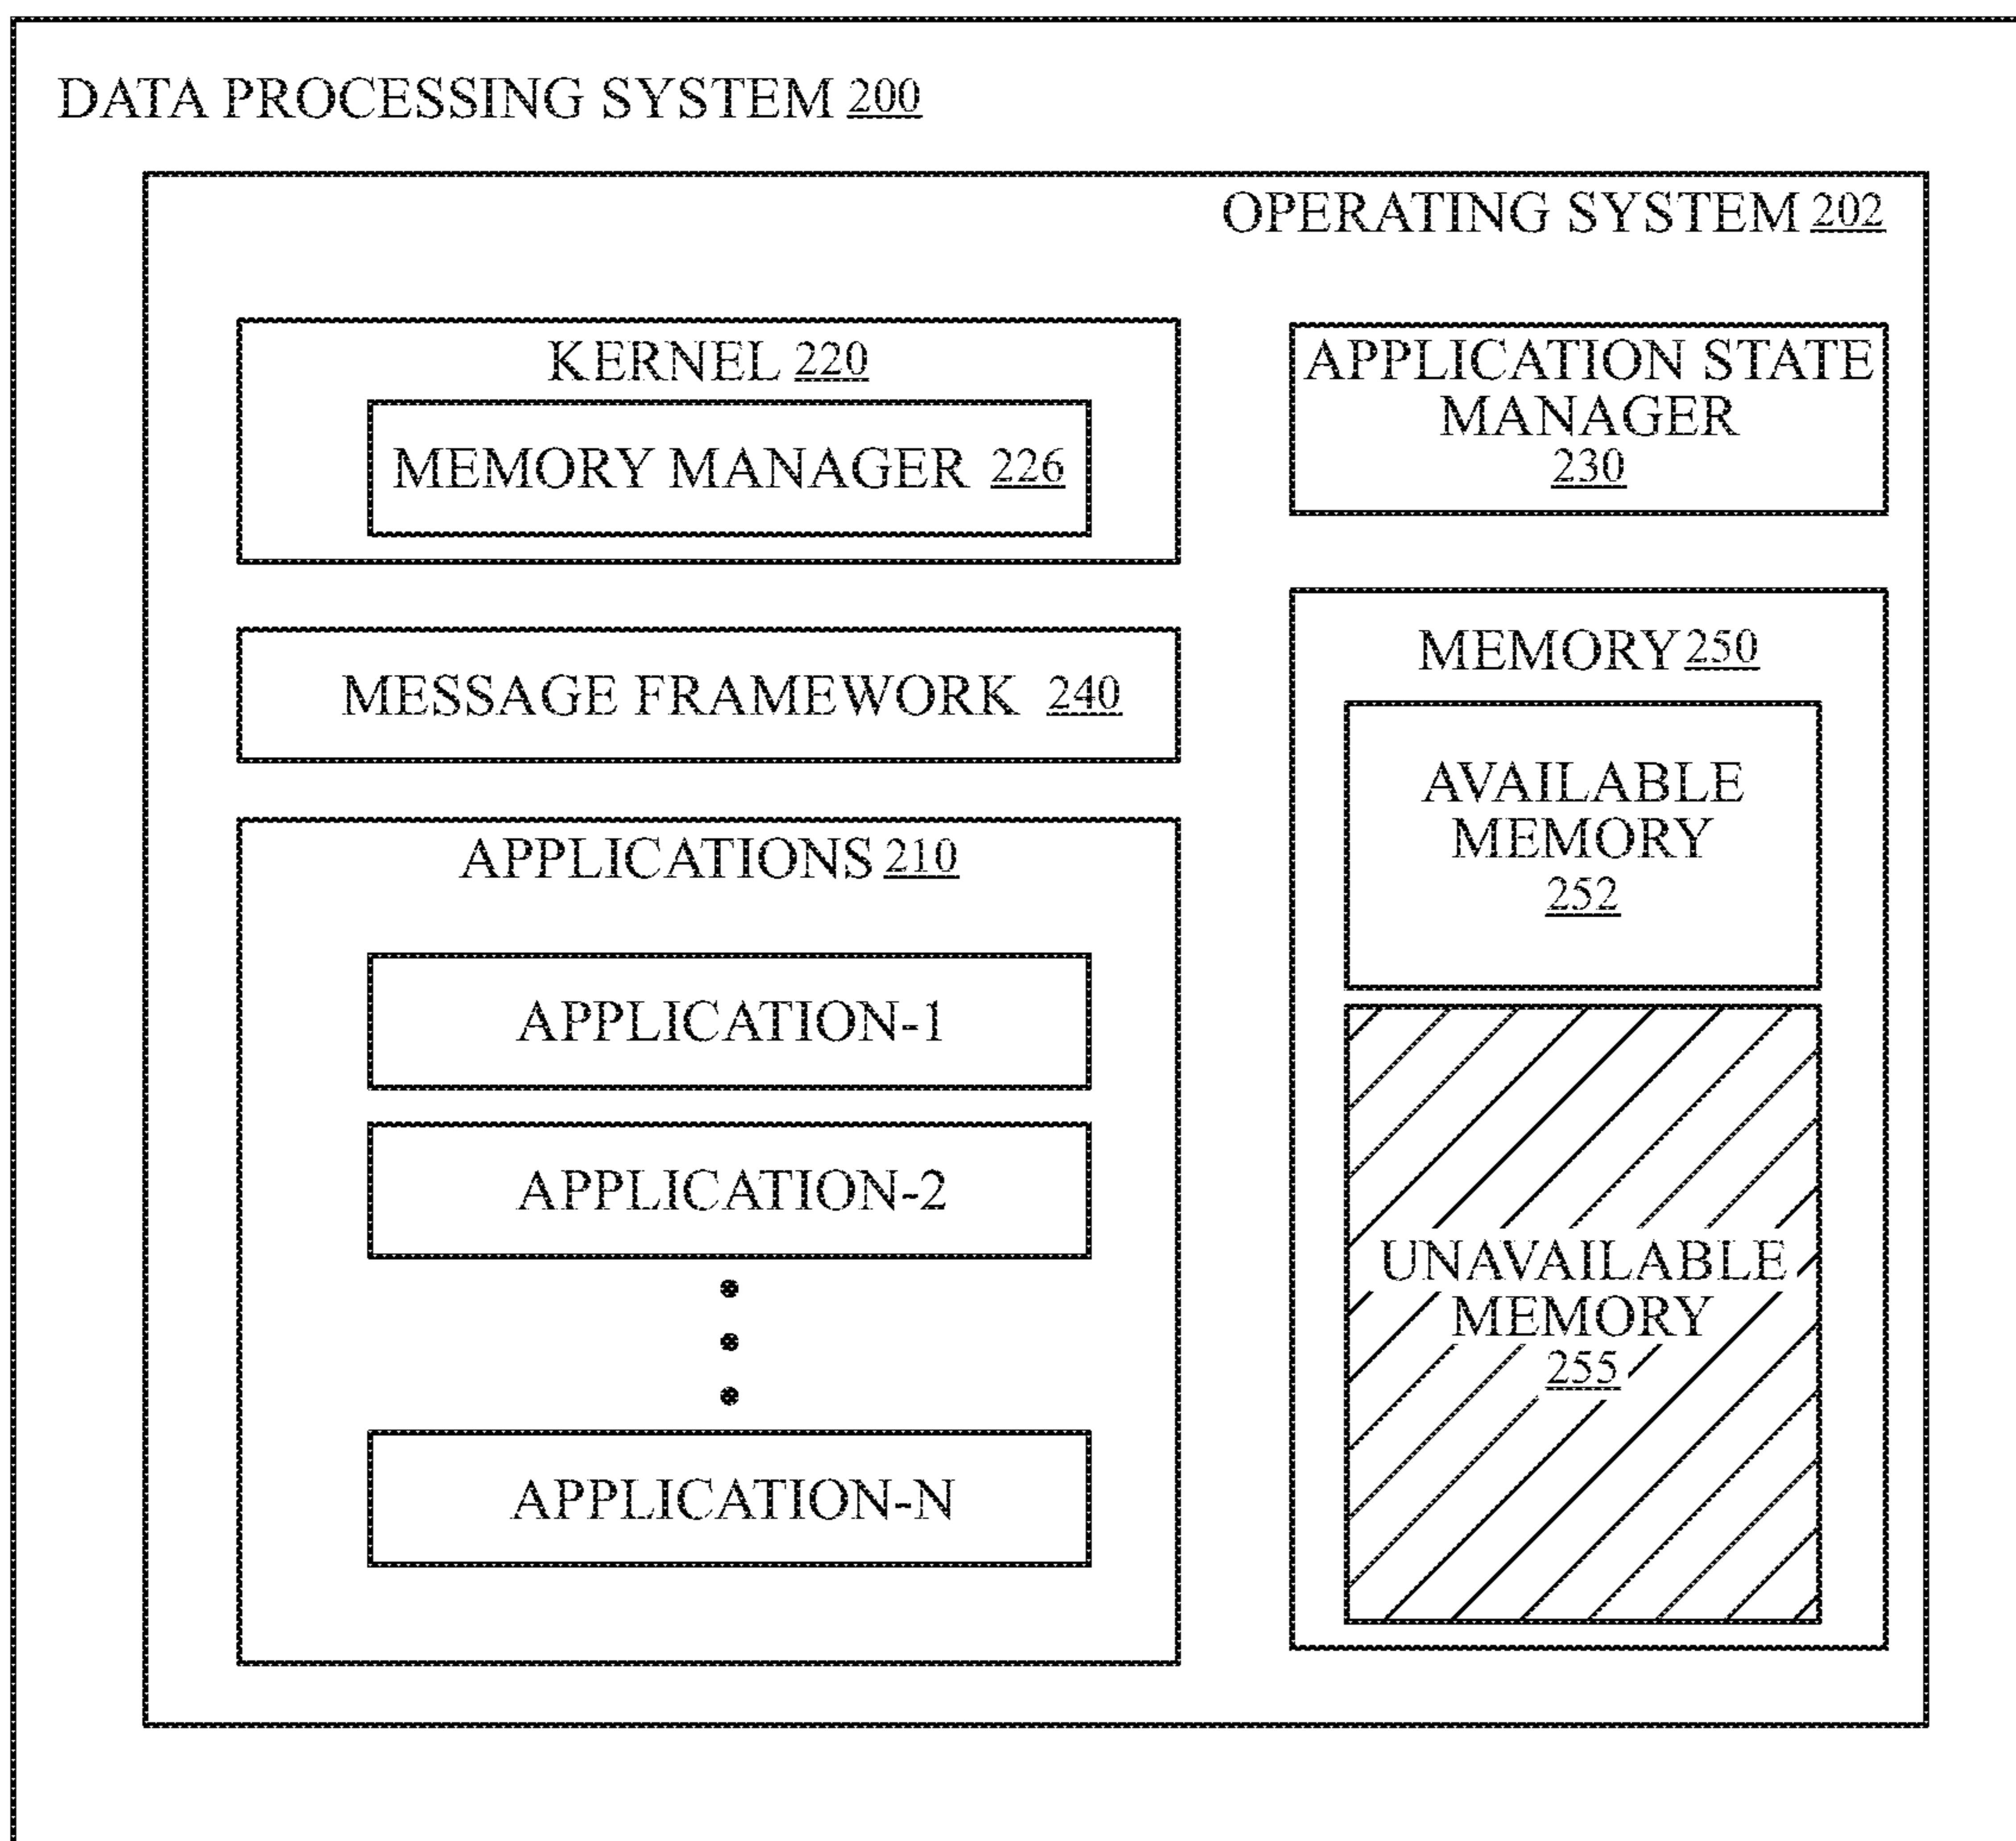 DATA PROCESSING SYSTEM 200
OPERATING SYSTEM 202
KERNEL 220
MEMORY MANAGER 226
MESSAGE FRAMEWORK 240
APPLICATIONS 210
APPLICATION-1
APPLICATION-2
APPLICATION-N
APPLICATION STATE
MANAGER
230
MEMORY 250
AVAILABLE
MEMORY
252
UNAVAILABLE
MEMORY
255